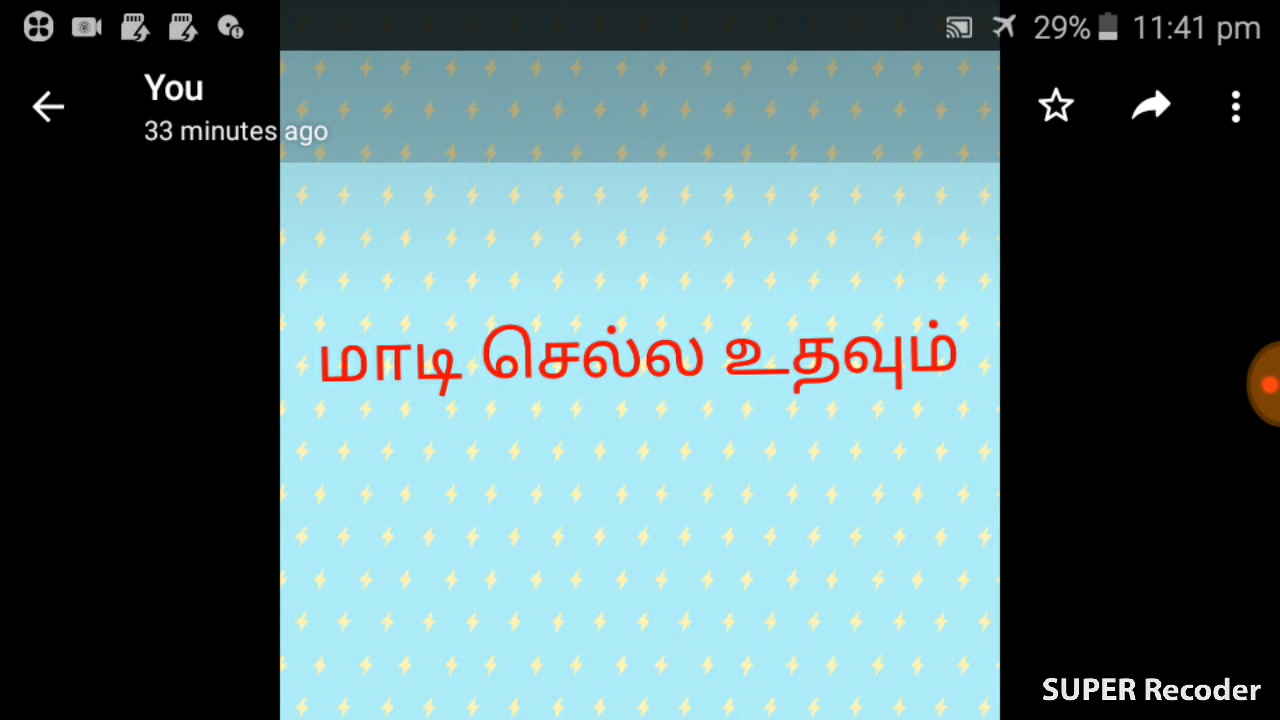 29% 11:41 pm
You
33 minutes ago
மாடி செல்ல உதவும்
SUPER Recoder